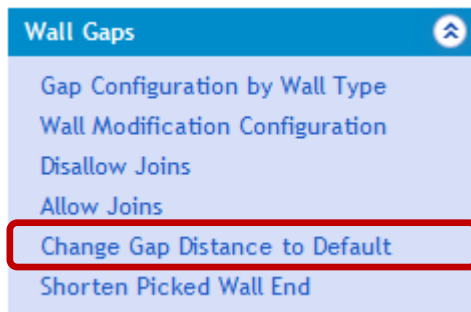 Wall Gaps
Gap Configuration by Wall Type
Wall Modification Configuration
Disallow Joins
Allow Joins
Change Gap Distance to Default
Shorten Picked Wall End